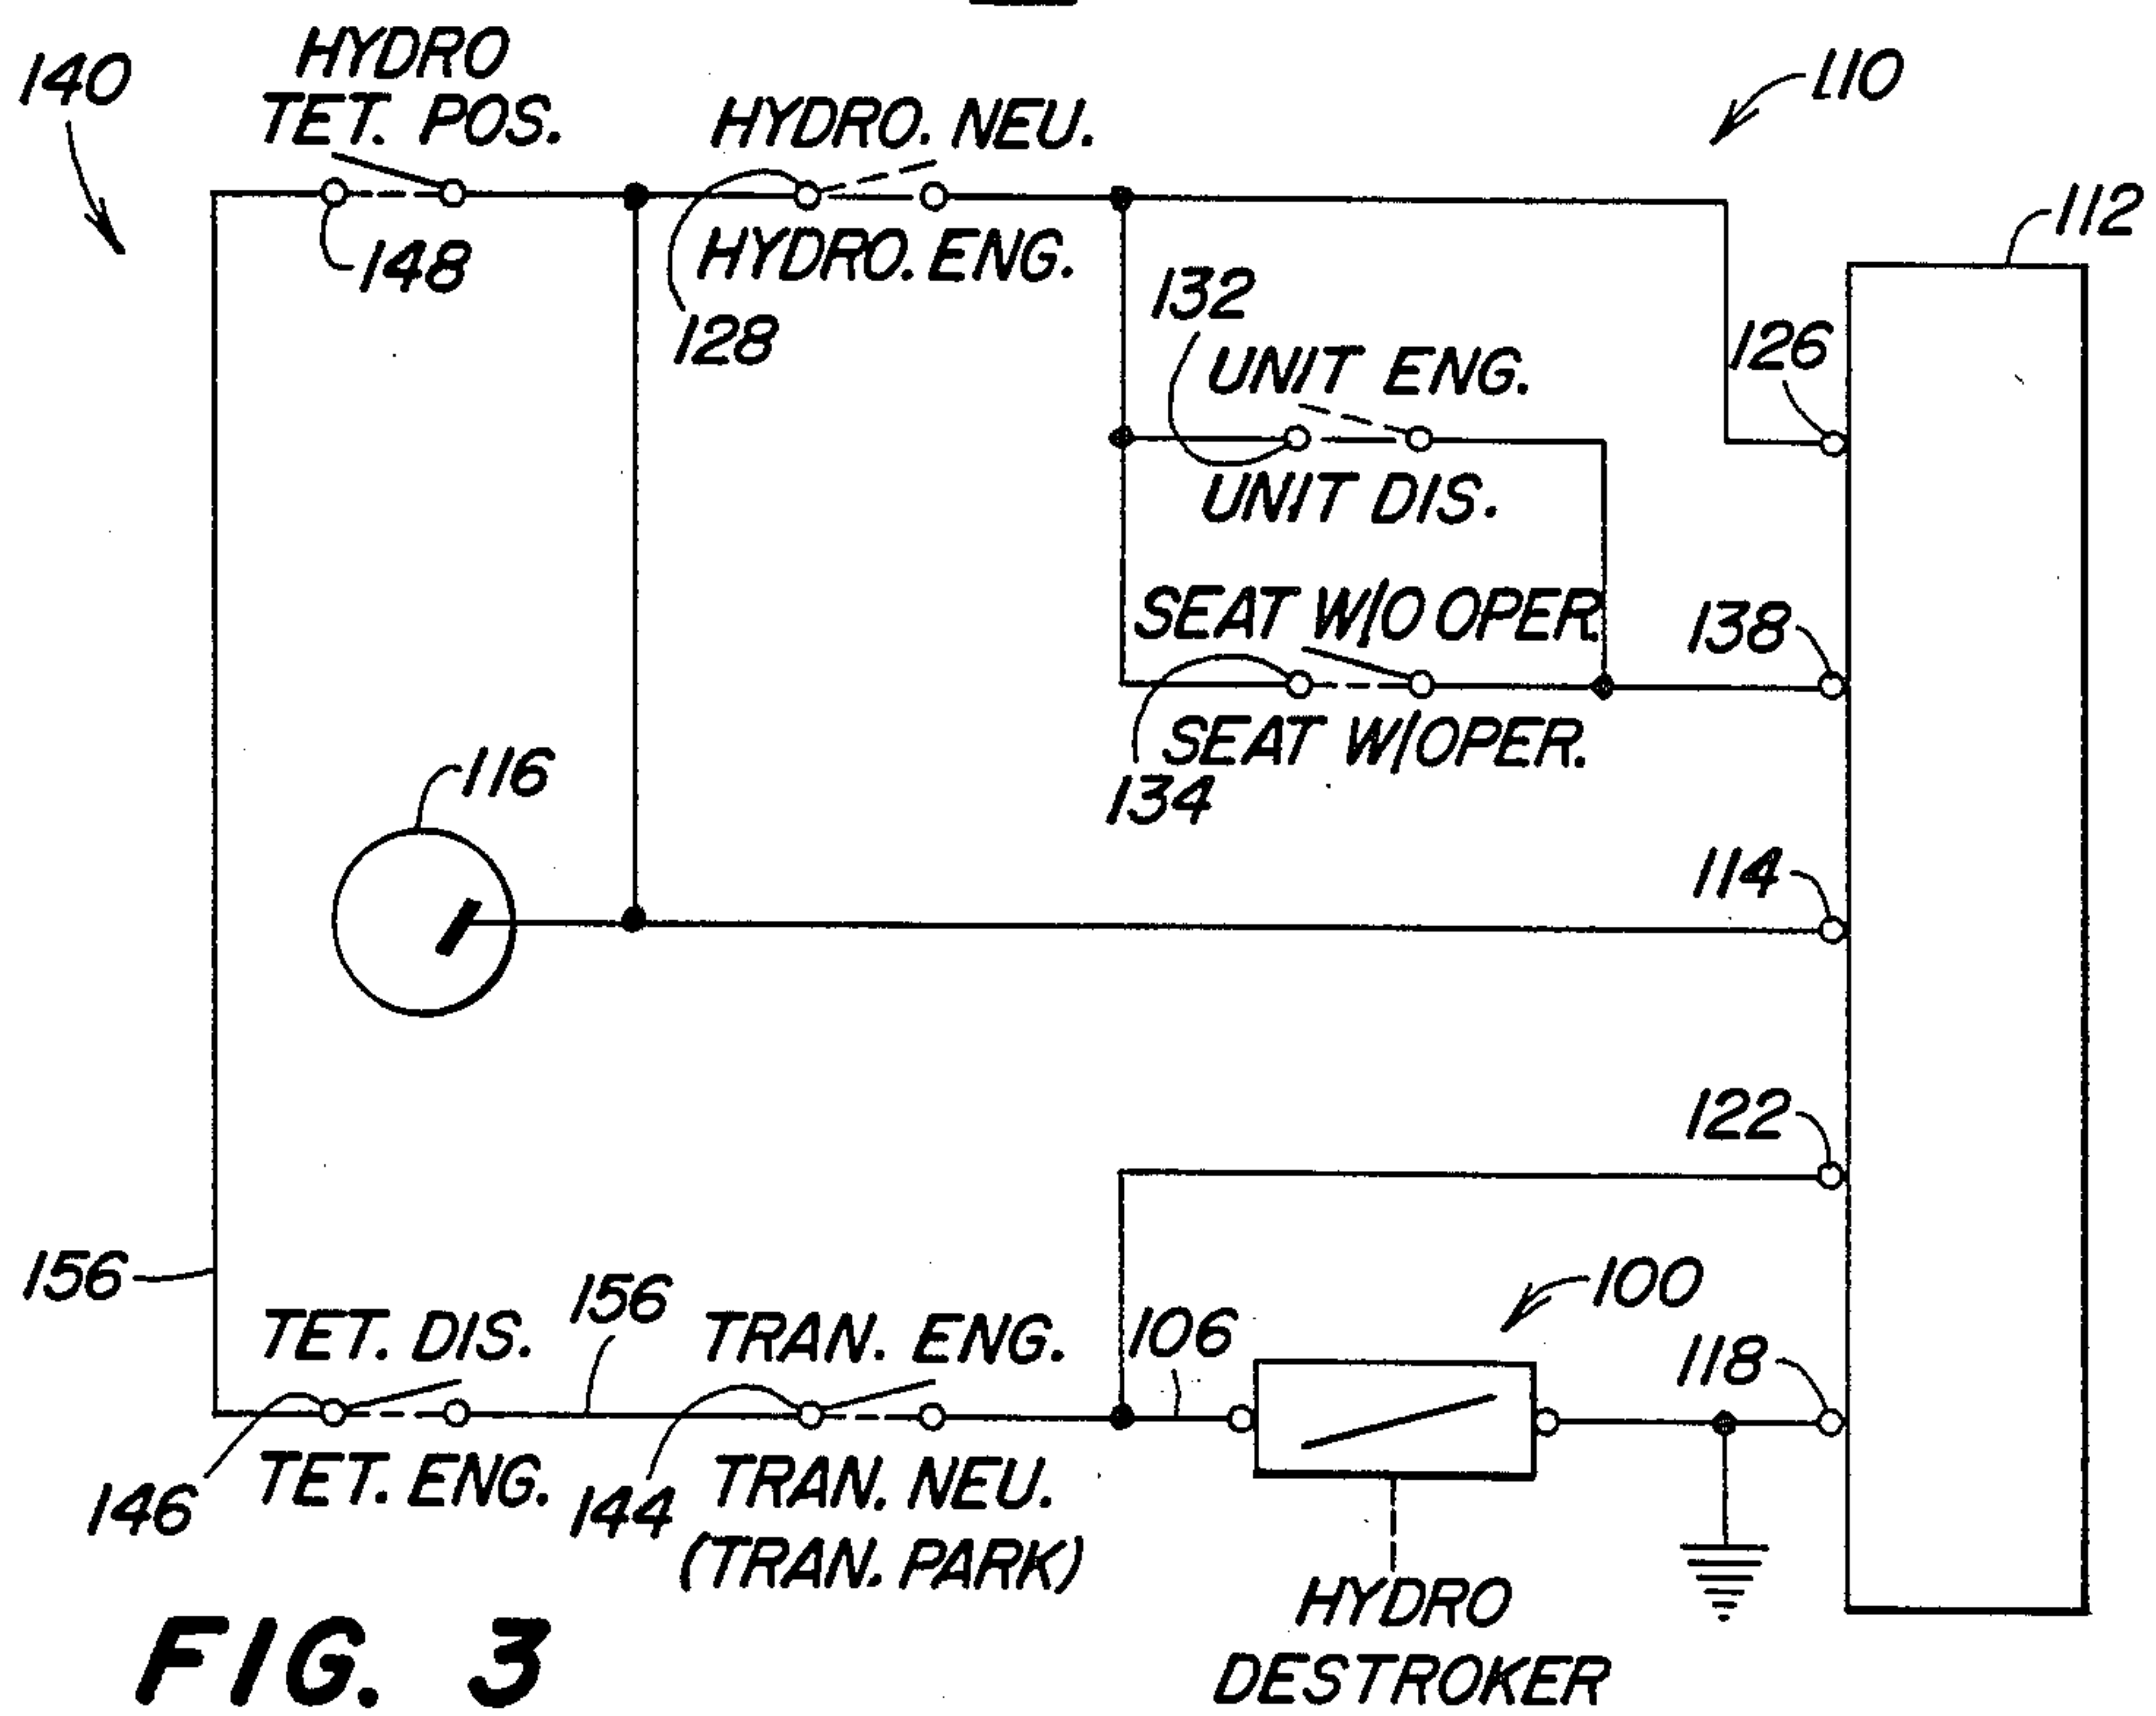 140
HYDRO
TET. POS.
HYDRO. NEU.
110
148
HYDRO. ENG.
128
112
132
UNIT ENG.
126
UNIT DIS.
SEAT W/O OPER.
138
SEAT W/OPER.
134
116
114
122
156
100
TET. DIS.
156
TRAN. ENG.
106
118
146
TET. ENG.
144
TRAN. NEU.
(TRAN. PARK)
HYDRO
DESTROKER
FIG. 3